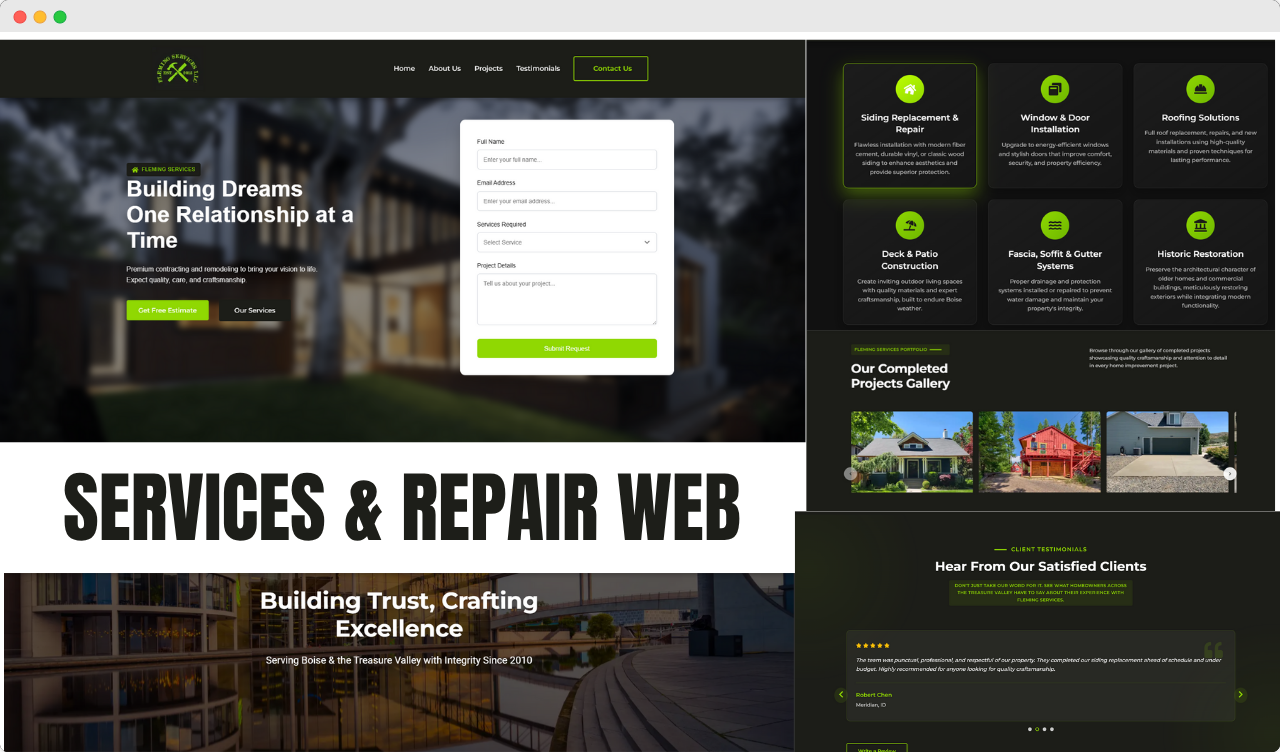 FLEMING SERVICES LLC
Home
About Us
Projects
Testimonials
Contact Us
FLEMING SERVICES
Building Dreams
One Relationship at a
Time
Premium contracting and remodeling to bring your vision to life.
Expect quality, care, and craftsmanship.
Get Free Estimate
Our Services
Full Name
Enter your full name...
Email Address
Enter your email address...
Services Required
Select Service
Project Details
Tell us about your project...
Submit Request
Siding Replacement &
Repair
Flawless installation with modern fiber
cement, durable vinyl, or classic wood
siding to enhance aesthetics and
provide superior protection.
Window & Door
Installation
Upgrade to energy-efficient windows
and stylish doors that improve comfort,
security, and property efficiency.
Roofing Solutions
Full roof replacement, repairs, and new
installations using high-quality
materials and proven techniques for
lasting performance.
Deck & Patio
Construction
Create inviting outdoor living spaces
with quality materials and expert
craftsmanship, built to endure Boise
weather.
Fascia, Soffit & Gutter
Systems
Proper drainage and protection
systems installed or repaired to prevent
water damage and maintain your
property's integrity.
Historic Restoration
Preserve the architectural character of
older homes and commercial
buildings, meticulously restoring
exteriors while integrating modern
functionality.
FLEMING SERVICES PORTFOLIO
Our Completed
Projects Gallery
Browse through our gallery of completed projects
showcasing quality craftsmanship and attention to detail
in every home improvement project.
SERVICES & REPAIR WEB
Building Trust, Crafting
Excellence
Serving Boise & the Treasure Valley with Integrity Since 2010
CLIENT TESTIMONIALS
Hear From Our Satisfied Clients
DON'T JUST TAKE OUR WORD FOR IT. SEE WHAT HOMEOWNERS ACROSS
THE TREASURE VALLEY HAVE TO SAY ABOUT THEIR EXPERIENCE WITH
FLEMING SERVICES.
The team was punctual, professional, and respectful of our property. They completed our siding replacement ahead of schedule and under
budget. Highly recommended for anyone looking for quality craftsmanship.
Robert Chen
Meridian, ID
Write a Review